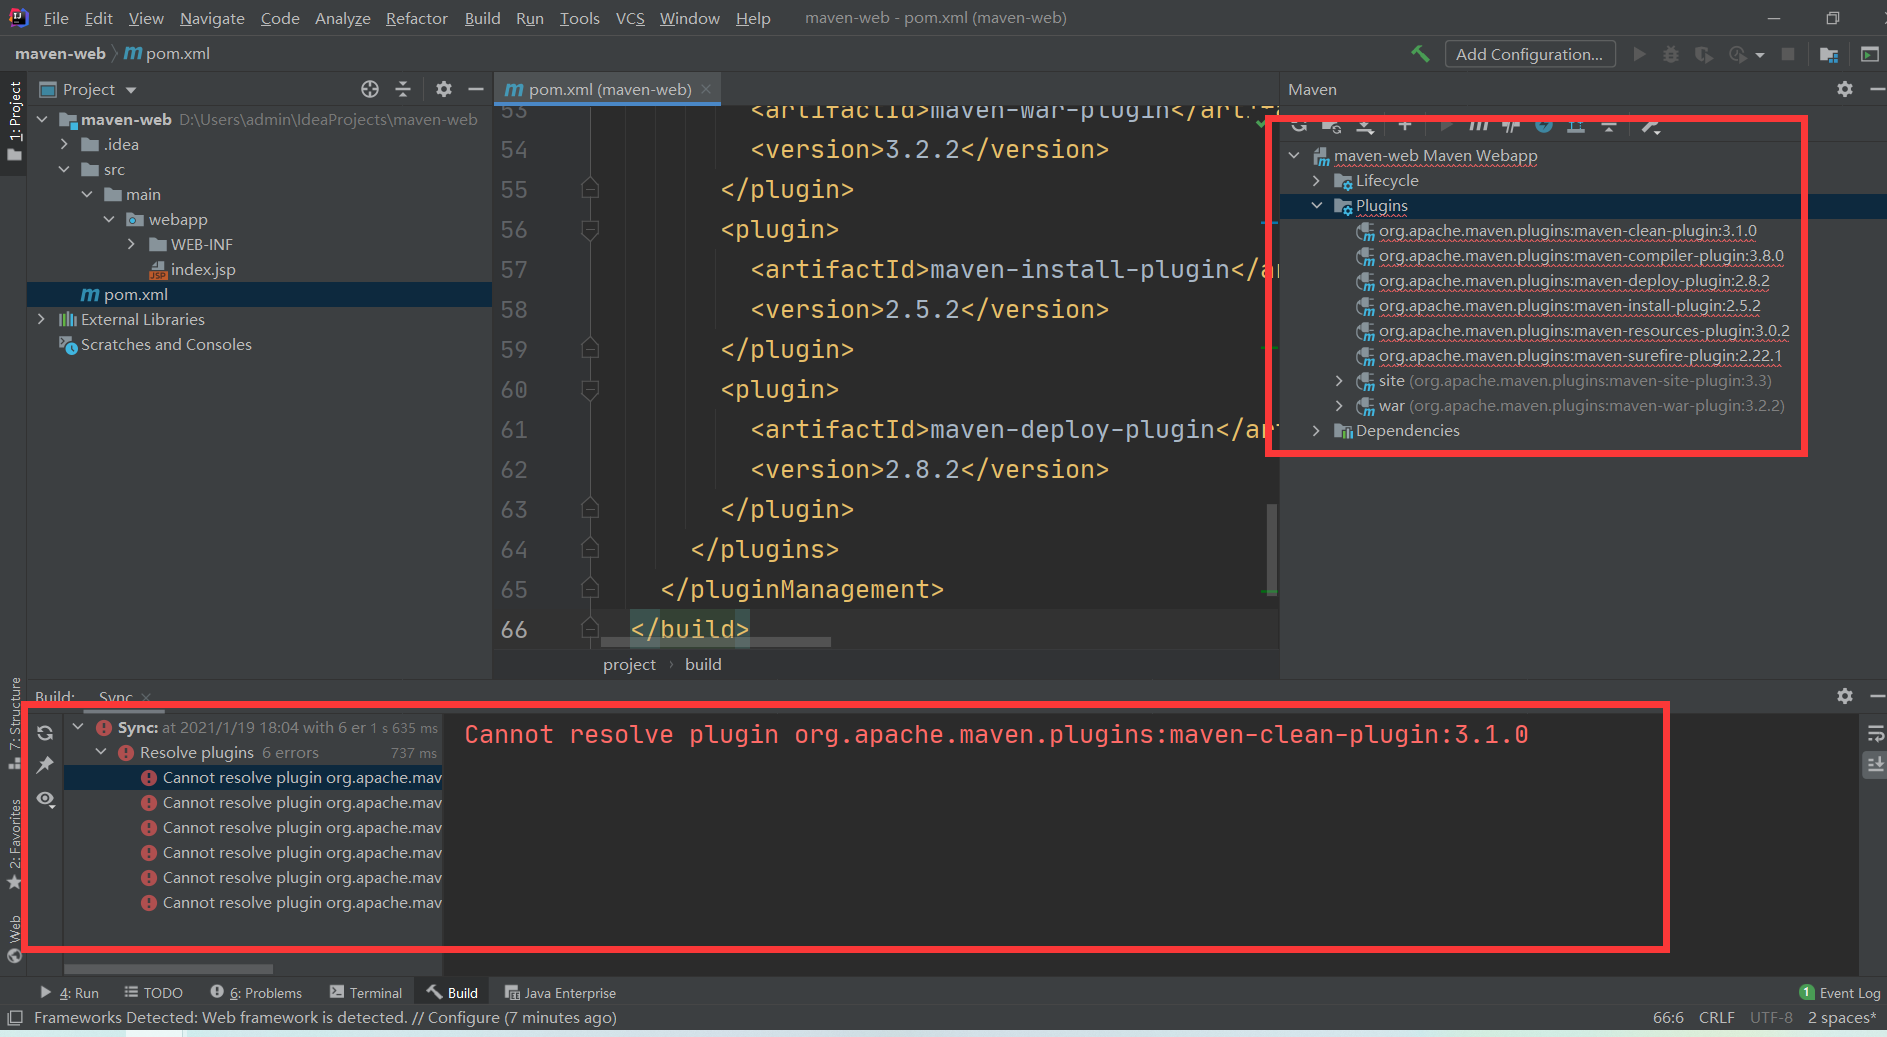 File Edit View Navigate Code Analyze Refactor Build Run Tools VCS Window Help maven-web - pom.xml (maven-web)
maven-web pom.xml Add Configuration...
1: Project
Project
maven-web D:\Users\admin\IdeaProjects\maven-web
.idea
src
main
webapp
WEB-INF
index.jsp
pom.xml
External Libraries
Scratches and Consoles
pom.xml (maven-web)
53 <artifactId>maven-war-plugin</artifa
54 <version>3.2.2</version>
55 </plugin>
56 <plugin>
57 <artifactId>maven-install-plugin</ar
58 <version>2.5.2</version>
59 </plugin>
60 <plugin>
61 <artifactId>maven-deploy-plugin</art
62 <version>2.8.2</version>
63 </plugin>
64 </plugins>
65 </pluginManagement>
66 </build>
project › build
Maven
maven-web Maven Webapp
Lifecycle
Plugins
org.apache.maven.plugins:maven-clean-plugin:3.1.0
org.apache.maven.plugins:maven-compiler-plugin:3.8.0
org.apache.maven.plugins:maven-deploy-plugin:2.8.2
org.apache.maven.plugins:maven-install-plugin:2.5.2
org.apache.maven.plugins:maven-resources-plugin:3.0.2
org.apache.maven.plugins:maven-surefire-plugin:2.22.1
site (org.apache.maven.plugins:maven-site-plugin:3.3)
war (org.apache.maven.plugins:maven-war-plugin:3.2.2)
Dependencies
7: Structure
2: Favorites
Web
Build: Sync
Sync: at 2021/1/19 18:04 with 6 er 1 s 635 ms
Resolve plugins 6 errors 737 ms
Cannot resolve plugin org.apache.mav
Cannot resolve plugin org.apache.mav
Cannot resolve plugin org.apache.mav
Cannot resolve plugin org.apache.mav
Cannot resolve plugin org.apache.mav
Cannot resolve plugin org.apache.mav
Cannot resolve plugin org.apache.maven.plugins:maven-clean-plugin:3.1.0
4: Run TODO 6: Problems Terminal Build Java Enterprise 1 Event Log
Frameworks Detected: Web framework is detected. // Configure (7 minutes ago) 66:6 CRLF UTF-8 2 spaces*